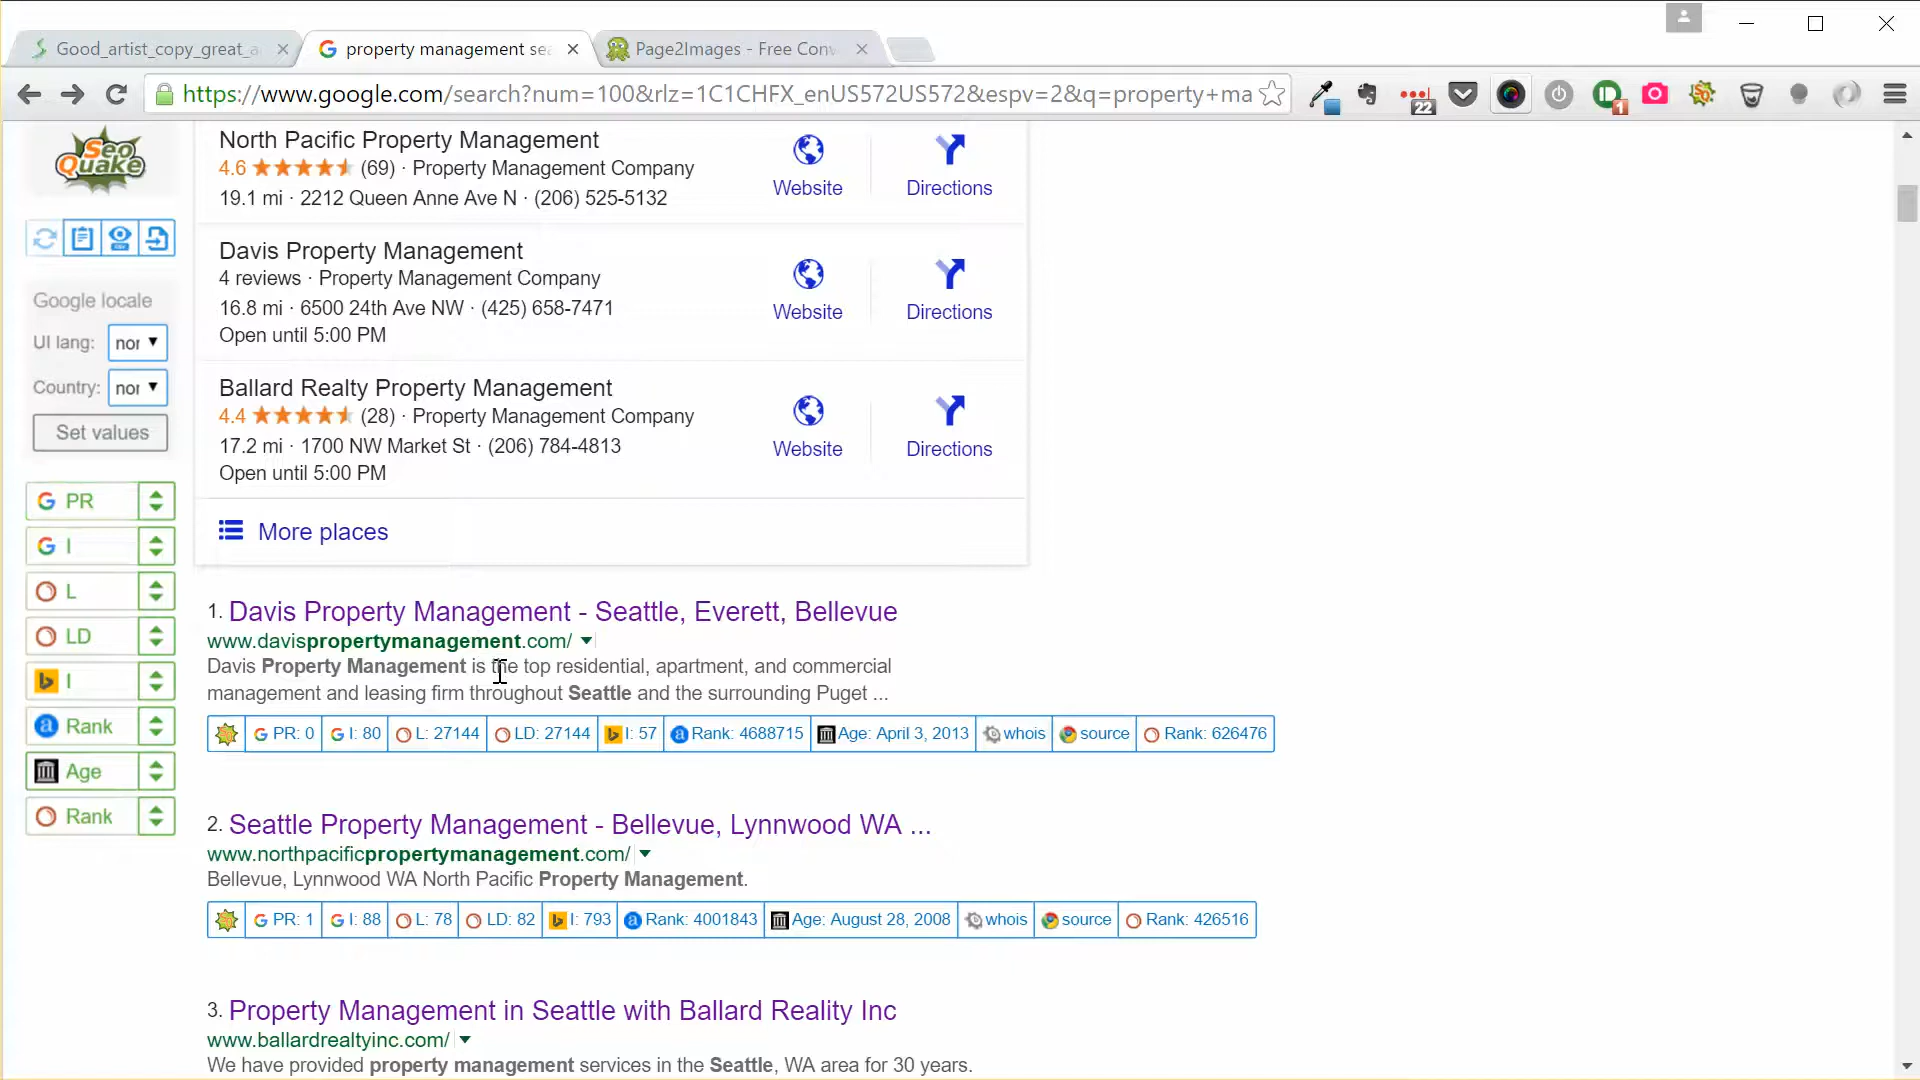 Good_artist_copy_great_a
property management sea
Page2Images - Free Conv
https://www.google.com/search?num=100&rlz=1C1CHFX_enUS572US572&espv=2&q=property+ma
22
1
Seo
Quake
Google locale
UI lang: nor
Country: nor
Set values
PR
I
L
LD
I
Rank
Age
Rank
North Pacific Property Management
4.6 (69) · Property Management Company
19.1 mi · 2212 Queen Anne Ave N · (206) 525-5132
Website
Directions
Davis Property Management
4 reviews · Property Management Company
16.8 mi · 6500 24th Ave NW · (425) 658-7471
Open until 5:00 PM
Website
Directions
Ballard Realty Property Management
4.4 (28) · Property Management Company
17.2 mi · 1700 NW Market St · (206) 784-4813
Open until 5:00 PM
Website
Directions
More places
1. Davis Property Management - Seattle, Everett, Bellevue
www.davispropertymanagement.com/
Davis Property Management is the top residential, apartment, and commercial
management and leasing firm throughout Seattle and the surrounding Puget ...
PR: 0 I: 80 L: 27144 LD: 27144 I: 57 Rank: 4688715 Age: April 3, 2013 whois source Rank: 626476
2. Seattle Property Management - Bellevue, Lynnwood WA ...
www.northpacificpropertymanagement.com/
Bellevue, Lynnwood WA North Pacific Property Management.
PR: 1 I: 88 L: 78 LD: 82 I: 793 Rank: 4001843 Age: August 28, 2008 whois source Rank: 426516
3. Property Management in Seattle with Ballard Reality Inc
www.ballardrealtyinc.com/
We have provided property management services in the Seattle, WA area for 30 years.